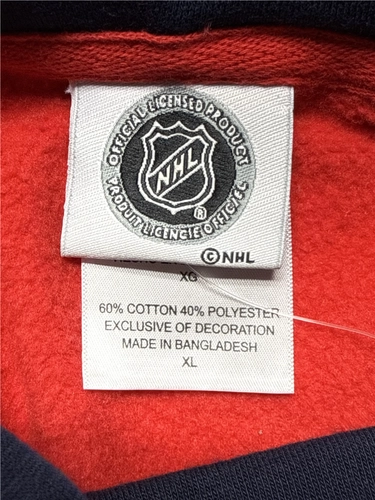 OFFICIAL LICENSED PRODUCT
NHL
®
PRODUIT LICENCIE OFFICIEL
©NHL
XG
60% COTTON 40% POLYESTER
EXCLUSIVE OF DECORATION
MADE IN BANGLADESH
XL